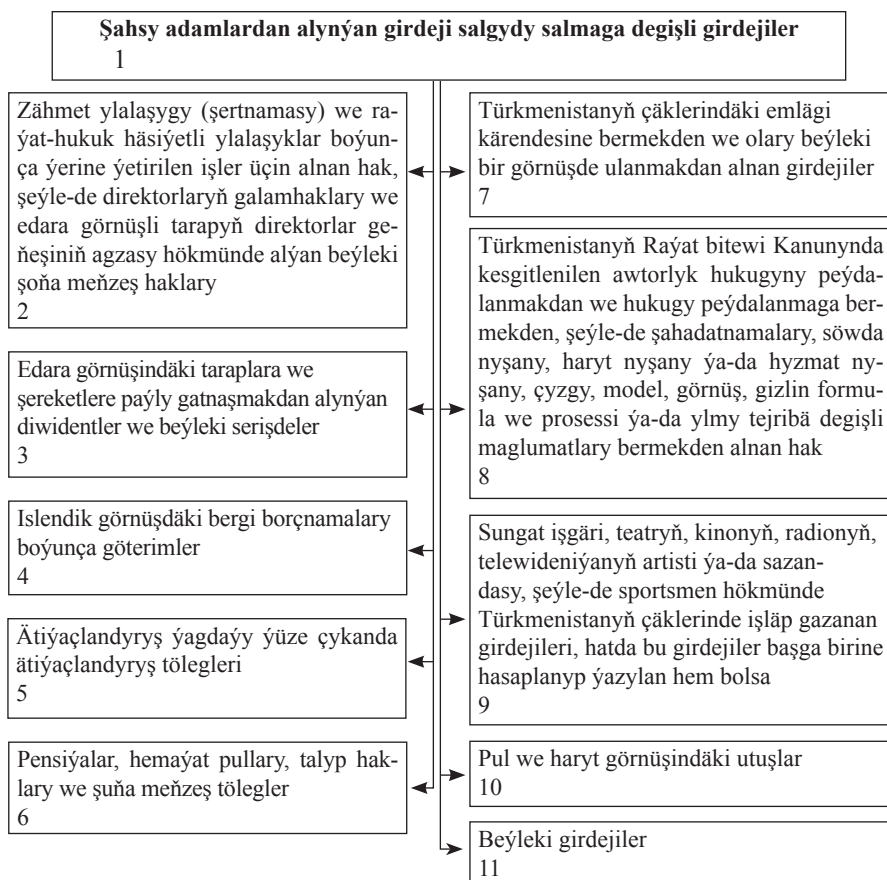 Şahsy adamlardan alynýan girdeji salgydy salmaga degişli girdejiler
1
Zähmet ylalaşygy (şertnamasy) we ra-
ýat-hukuk häsiýetli ylalaşyklar boýun-
ça ýerine ýetirilen işler üçin alnan hak,
şeýle-de direktorlaryň galamhaklary we
edara görnüşli tarapyň direktorlar ge-
ňeşiniň agzasy hökmünde alýan beýleki
şoňa meňzeş haklary
2
Edara görnüşindäki taraplara we
şereketlere paýly gatnaşmakdan alynýan
diwidentler we beýleki serişdeler
3
Islendik görnüşdäki bergi borçnamalary
boýunça göterimler
4
Ätiýaçlandyryş ýagdaýy ýüze çykanda
ätiýaçlandyryş tölegleri
5
Pensiýalar, hemaýat pullary, talyp hak-
lary we şuňa meňzeş tölegler
6
Türkmenistanyň çäklerindäki emlägi
kärendesine bermekden we olary beýleki
bir görnüşde ulanmakdan alnan girdejiler
7
Türkmenistanyň Raýat bitewi Kanunynda
kesgitlenilen awtorlyk hukugyny peýda-
lanmakdan we hukugy peýdalanmaga ber-
mekden, şeýle-de şahadatnamalary, söwda
nyşany, haryt nyşany ýa-da hyzmat ny-
şany, çyzgy, model, görnüş, gizlin formu-
la we prosessi ýa-da ylmy tejribä degişli
maglumatlary bermekden alnan hak
8
Sungat işgäri, teatryň, kinonyň, radionyň,
telewideniýanyň artisti ýa-da sazan-
dasy, şeýle-de sportsmen hökmünde
Türkmenistanyň çäklerinde işläp gazanan
girdejileri, hatda bu girdejiler başga birine
hasaplanyp ýazylan hem bolsa
9
Pul we haryt görnüşindäki utuşlar
10
Beýleki girdejiler
11